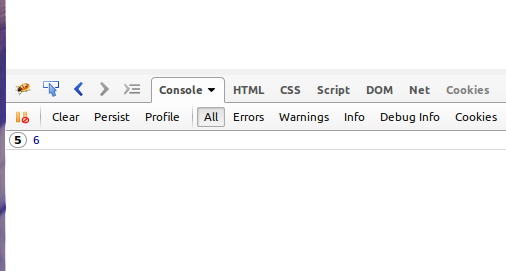 Console HTML CSS Script DOM Net Cookies
Clear Persist Profile All Errors Warnings Info Debug Info Cookies
5 6